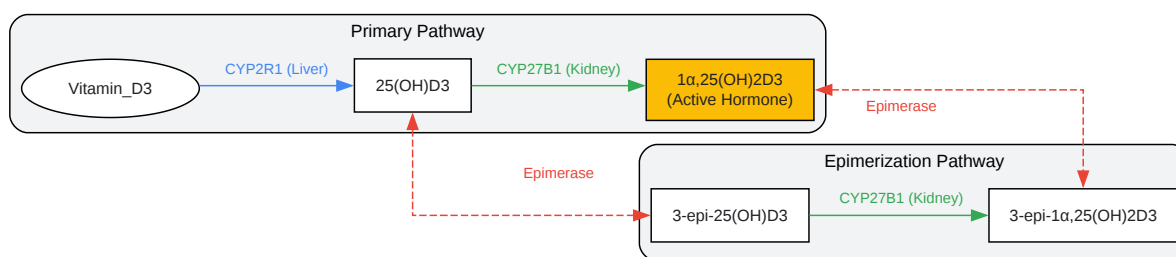 Primary Pathway
Vitamin_D3
CYP2R1 (Liver)
25(OH)D3
CYP27B1 (Kidney)
1α,25(OH)2D3
(Active Hormone)
Epimerase
Epimerase
Epimerization Pathway
3-epi-25(OH)D3
CYP27B1 (Kidney)
3-epi-1α,25(OH)2D3